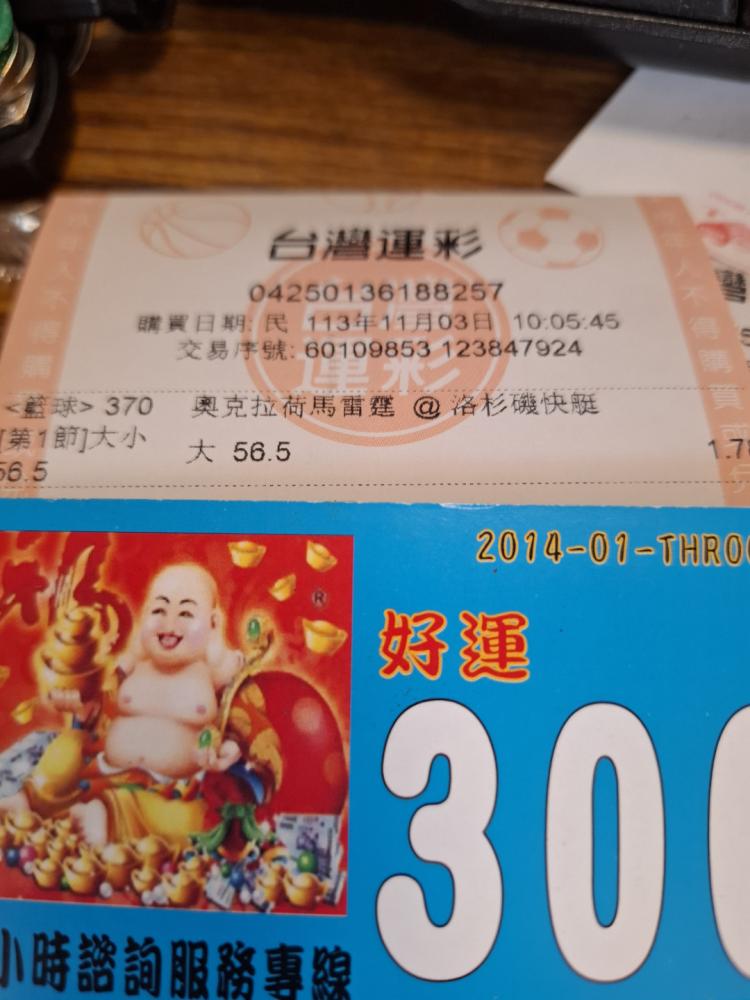 台灣運彩
04250136188257
購買日期: 民 113年11月03日 10:05:45
交易序號: 60109853 123847924
<籃球> 370 奧克拉荷馬雷霆 @ 洛杉磯快艇
[第1節]大小 大 56.5 1.7
56.5
2014-01-THRO
®
好運
300
小時諮詢服務專線